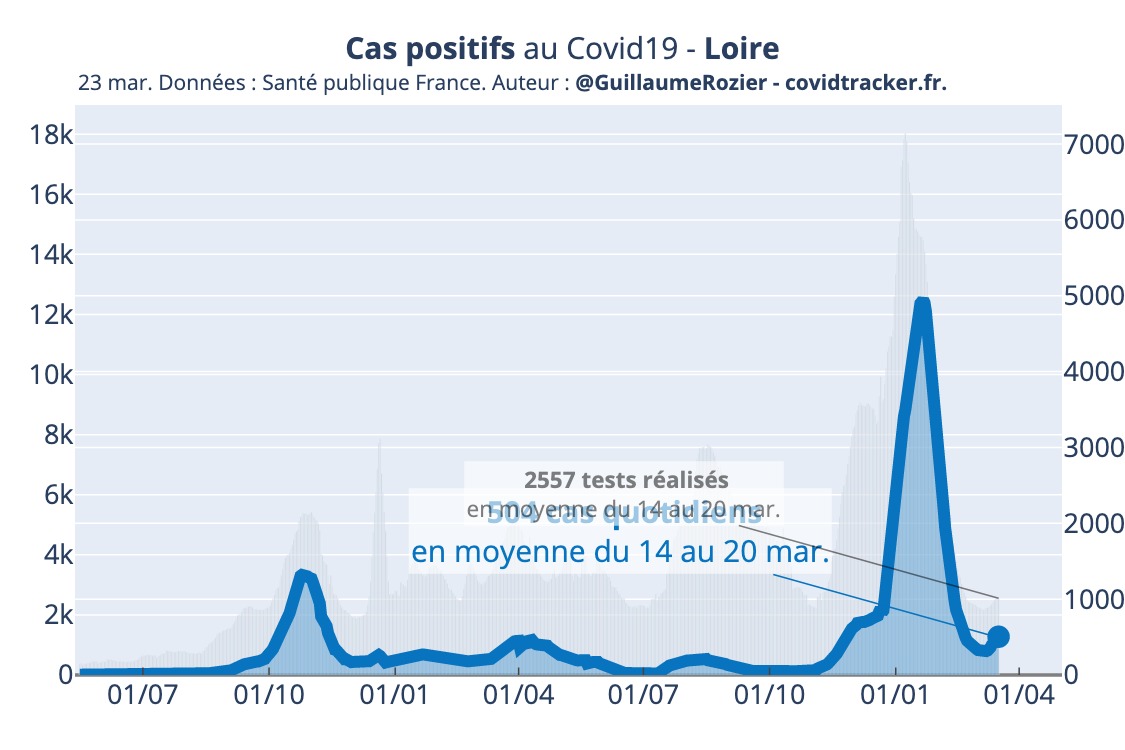 Cas positifs au Covid19 - Loire
23 mar. Données : Santé publique France. Auteur : @GuillaumeRozier - covidtracker.fr.
18k
16k
14k
12k
10k
8k
6k
4k
2k
0
7000
6000
5000
4000
3000
2000
1000
0
2557 tests réalisés
en moyenne du 14 au 20 mar.
504 cas quotidiens
en moyenne du 14 au 20 mar.
01/07
01/10
01/01
01/04
01/07
01/10
01/01
01/04